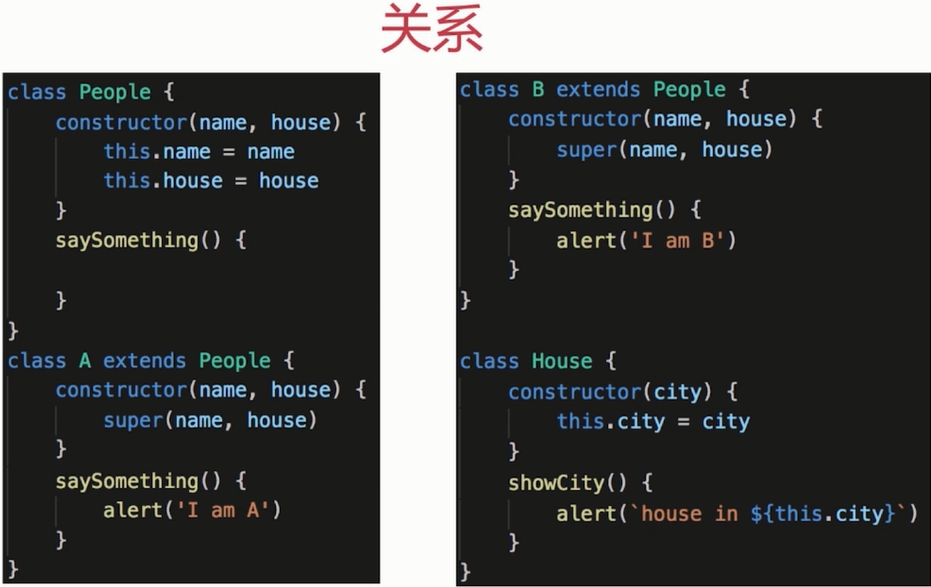 关系
class People {
    constructor(name, house) {
        this.name = name
        this.house = house
    }
    saySomething() {

    }
}
class A extends People {
    constructor(name, house) {
        super(name, house)
    }
    saySomething() {
        alert('I am A')
    }
}
class B extends People {
    constructor(name, house) {
        super(name, house)
    }
    saySomething() {
        alert('I am B')
    }
}

class House {
    constructor(city) {
        this.city = city
    }
    showCity() {
        alert(`house in ${this.city}`)
    }
}